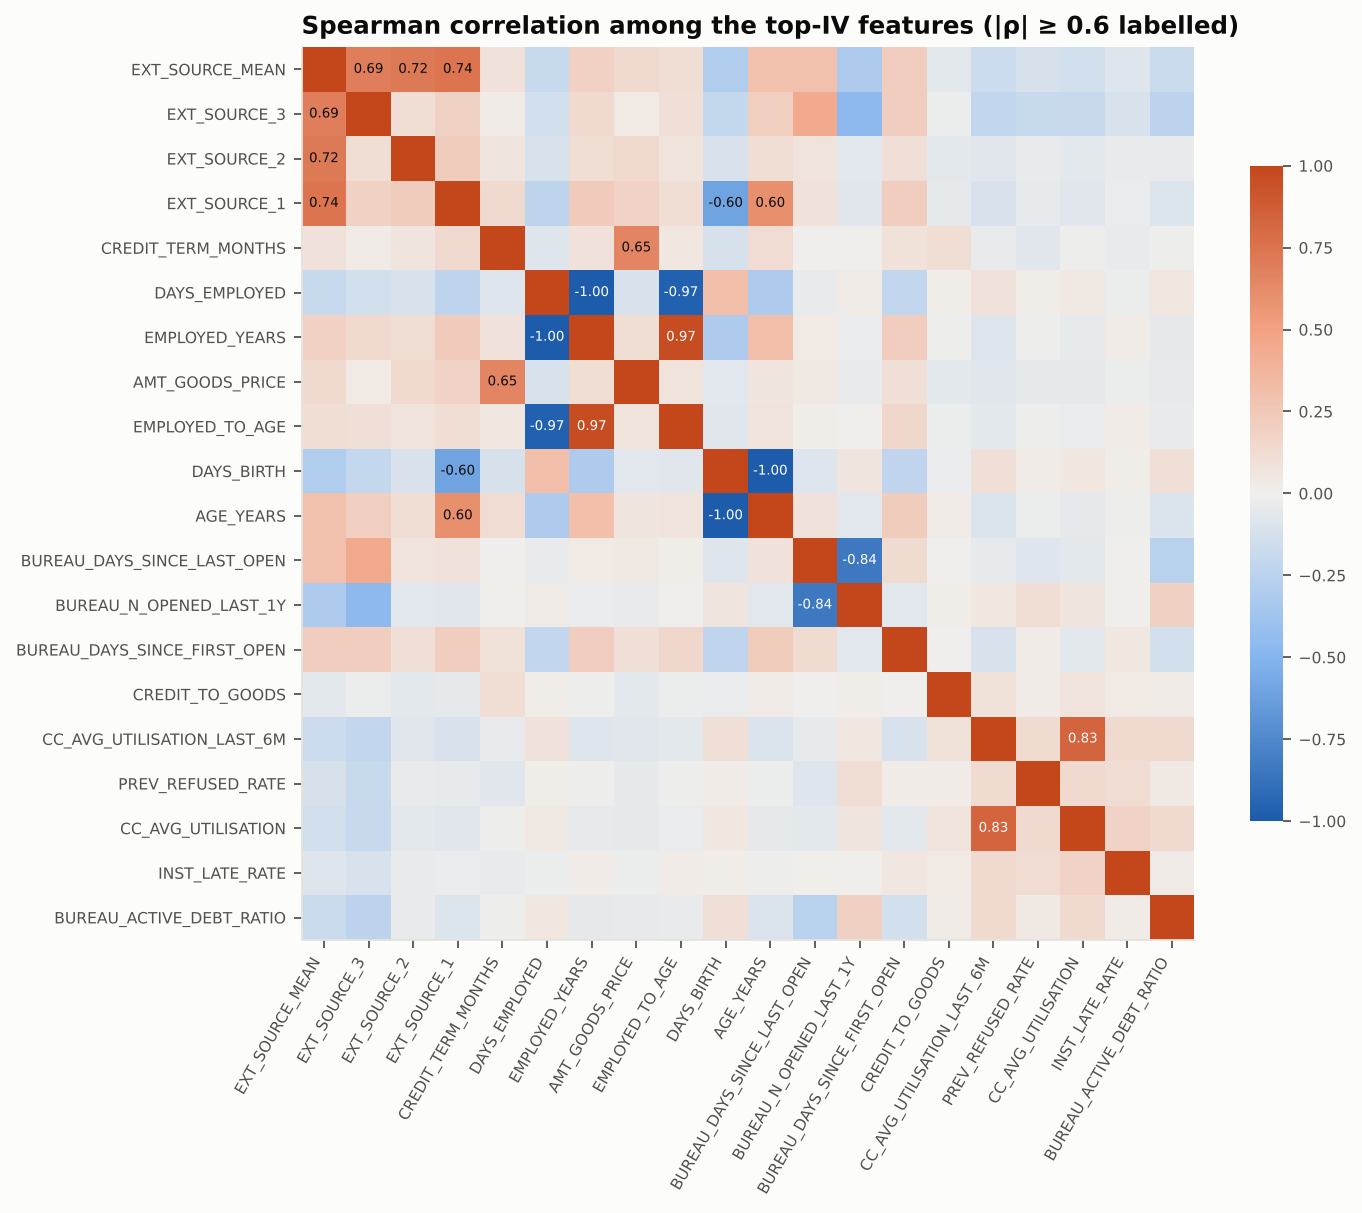 Spearman correlation among the top-IV features (|ρ| ≥ 0.6 labelled)
EXT_SOURCE_MEAN 0.69 0.72 0.74
EXT_SOURCE_3 0.69
EXT_SOURCE_2 0.72
EXT_SOURCE_1 0.74 -0.60 0.60
CREDIT_TERM_MONTHS 0.65
DAYS_EMPLOYED -1.00 -0.97
EMPLOYED_YEARS -1.00 0.97
AMT_GOODS_PRICE 0.65
EMPLOYED_TO_AGE -0.97 0.97
DAYS_BIRTH -0.60 -1.00
AGE_YEARS 0.60 -1.00
BUREAU_DAYS_SINCE_LAST_OPEN -0.84
BUREAU_N_OPENED_LAST_1Y -0.84
BUREAU_DAYS_SINCE_FIRST_OPEN
CREDIT_TO_GOODS
CC_AVG_UTILISATION_LAST_6M 0.83
PREV_REFUSED_RATE
CC_AVG_UTILISATION 0.83
INST_LATE_RATE
BUREAU_ACTIVE_DEBT_RATIO
EXT_SOURCE_MEAN
EXT_SOURCE_3
EXT_SOURCE_2
EXT_SOURCE_1
CREDIT_TERM_MONTHS
DAYS_EMPLOYED
EMPLOYED_YEARS
AMT_GOODS_PRICE
EMPLOYED_TO_AGE
DAYS_BIRTH
AGE_YEARS
BUREAU_DAYS_SINCE_LAST_OPEN
BUREAU_N_OPENED_LAST_1Y
BUREAU_DAYS_SINCE_FIRST_OPEN
CREDIT_TO_GOODS
CC_AVG_UTILISATION_LAST_6M
PREV_REFUSED_RATE
CC_AVG_UTILISATION
INST_LATE_RATE
BUREAU_ACTIVE_DEBT_RATIO
1.00
0.75
0.50
0.25
0.00
−0.25
−0.50
−0.75
−1.00